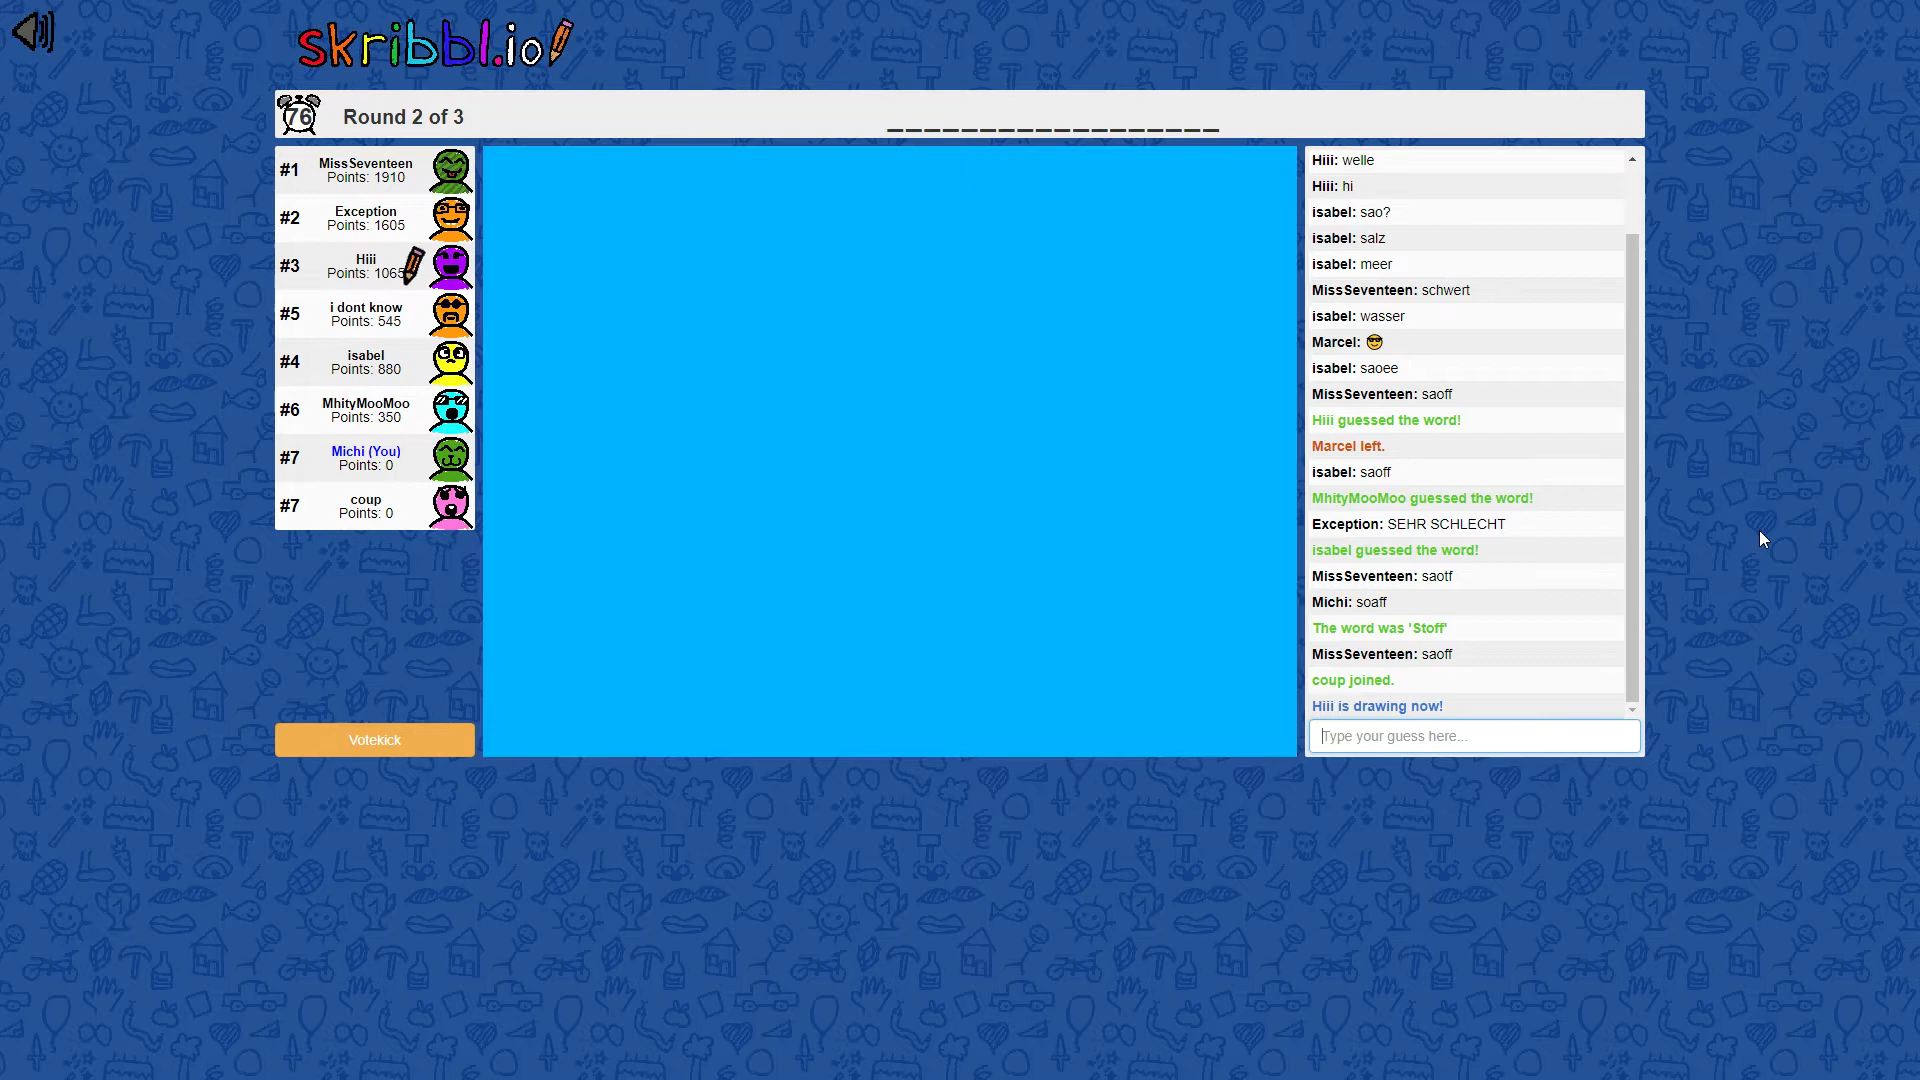 skribbl.io
76
Round 2 of 3
__________________
#1
MissSeventeen
Points: 1910
#2
Exception
Points: 1605
#3
Hiii
Points: 1065
#5
i dont know
Points: 545
#4
isabel
Points: 880
#6
MhityMooMoo
Points: 350
#7
Michi (You)
Points: 0
#7
coup
Points: 0
Votekick
Hiii: welle
Hiii: hi
isabel: sao?
isabel: salz
isabel: meer
MissSeventeen: schwert
isabel: wasser
Marcel: 😎
isabel: saoee
MissSeventeen: saoff
Hiii guessed the word!
Marcel left.
isabel: saoff
MhityMooMoo guessed the word!
Exception: SEHR SCHLECHT
isabel guessed the word!
MissSeventeen: saotf
Michi: soaff
The word was 'Stoff'
MissSeventeen: saoff
coup joined.
Hiii is drawing now!
Type your guess here...